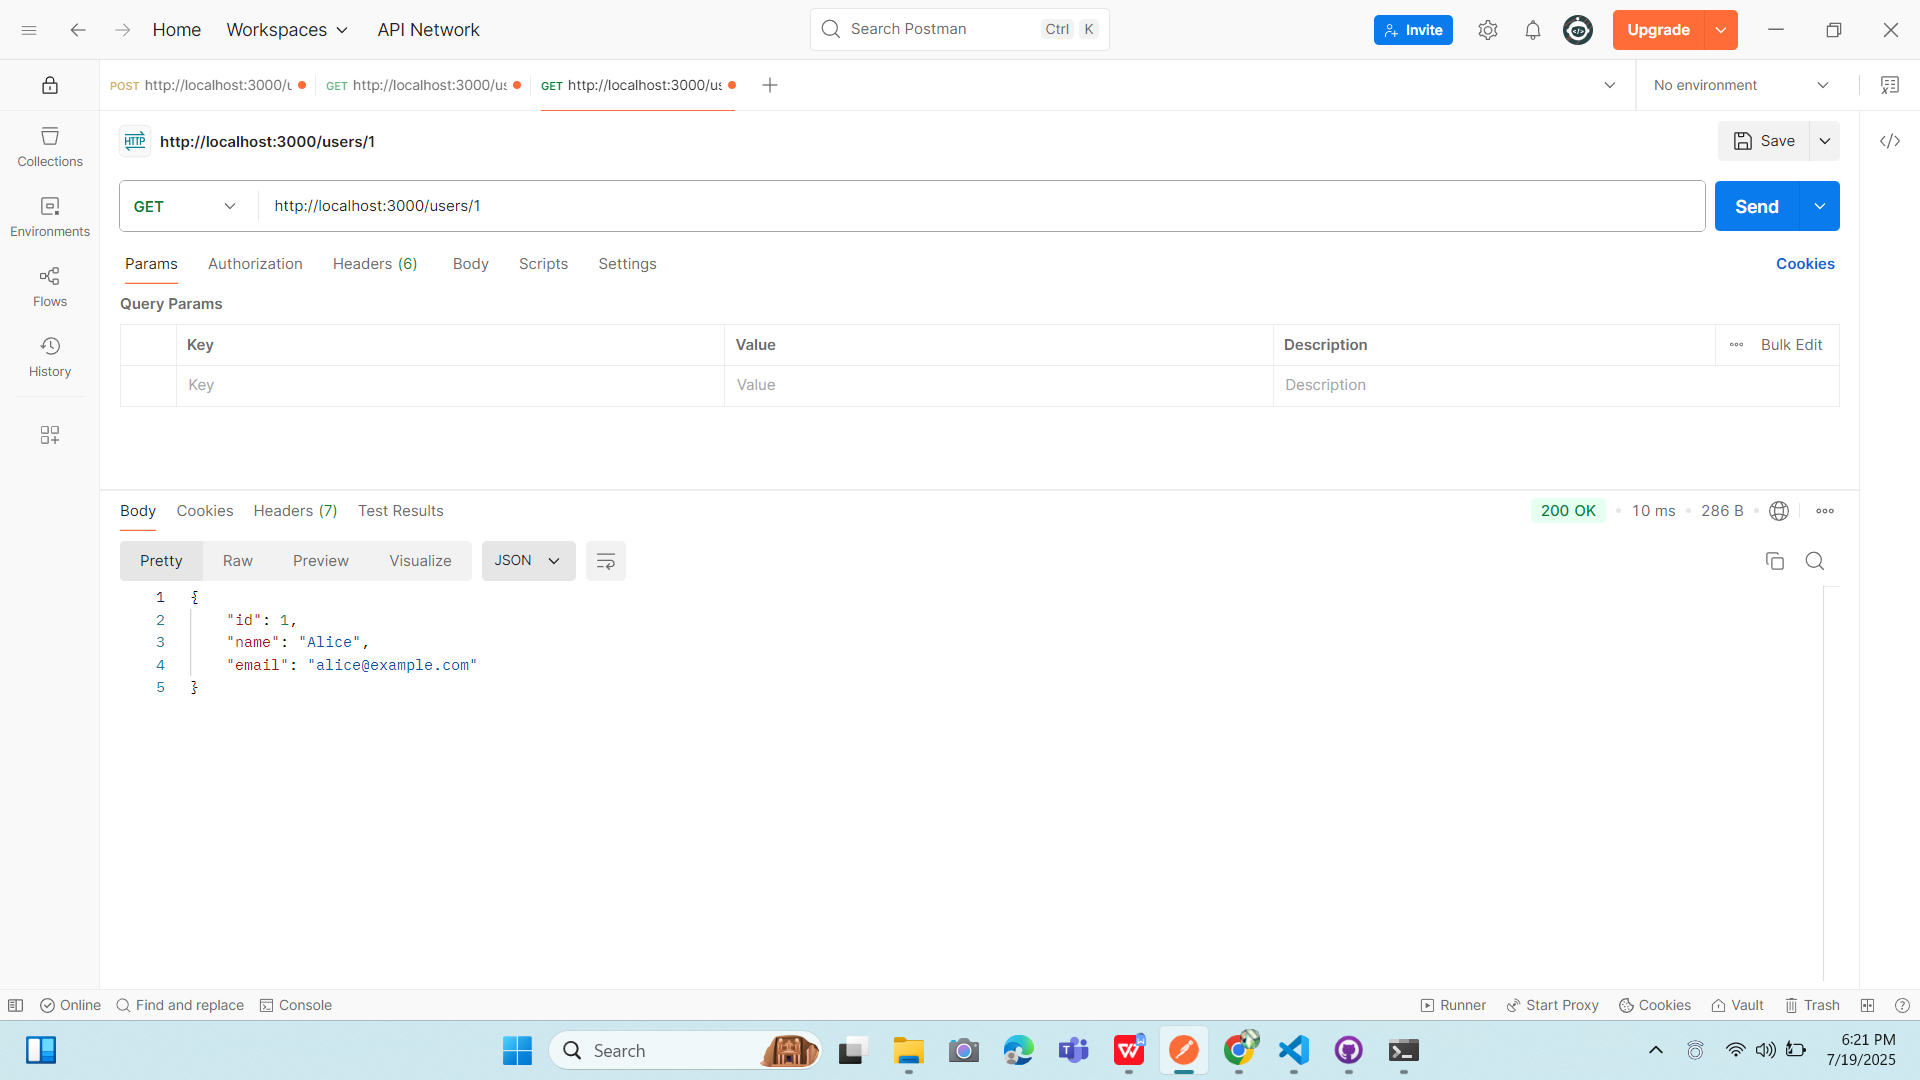 Home Workspaces API Network Search Postman Ctrl K Invite Upgrade
POST http://localhost:3000/u GET http://localhost:3000/us GET http://localhost:3000/us No environment
HTTP http://localhost:3000/users/1 Save
Collections
GET http://localhost:3000/users/1 Send
Environments
Params Authorization Headers (6) Body Scripts Settings Cookies
Flows
Query Params
Key Value Description Bulk Edit
History
Key Value Description
Body Cookies Headers (7) Test Results 200 OK 10 ms 286 B
Pretty Raw Preview Visualize JSON
1 {
2 "id": 1,
3 "name": "Alice",
4 "email": "alice@example.com"
5 }
Online Find and replace Console Runner Start Proxy Cookies Vault Trash
Search
6:21 PM
7/19/2025